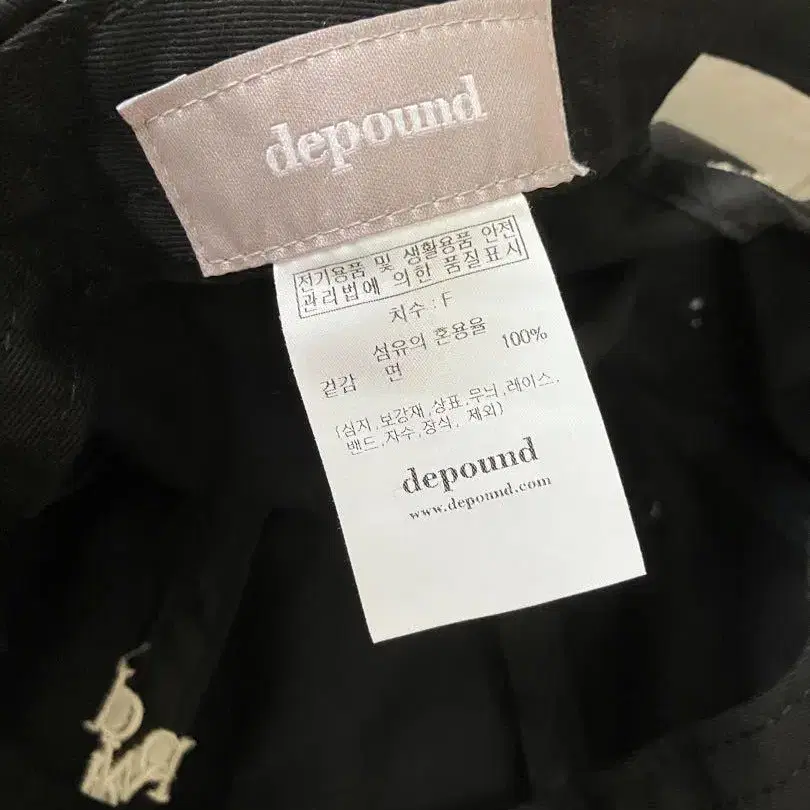 depound
전기용품 및 생활용품 안전
관리법에 의한 품질표시
치수 : F
섬유의 혼용율
겉감 면 100%
(심지,보강재,상표,무늬,레이스,
밴드,자수,장식, 제외)
depound
www.depound.com